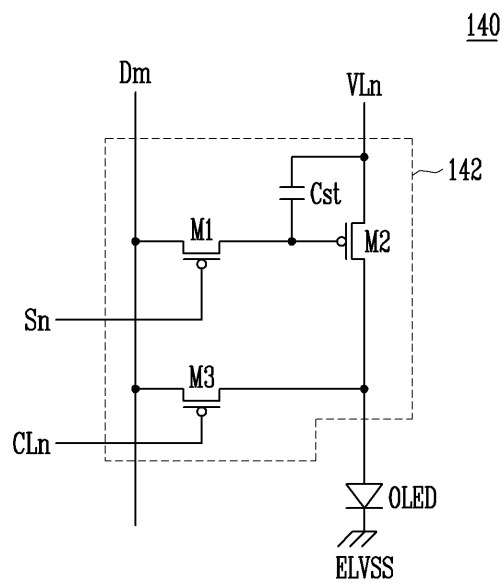 140
Dm
VLn
Cst
142
M1
M2
Sn
M3
CLn
OLED
ELVSS